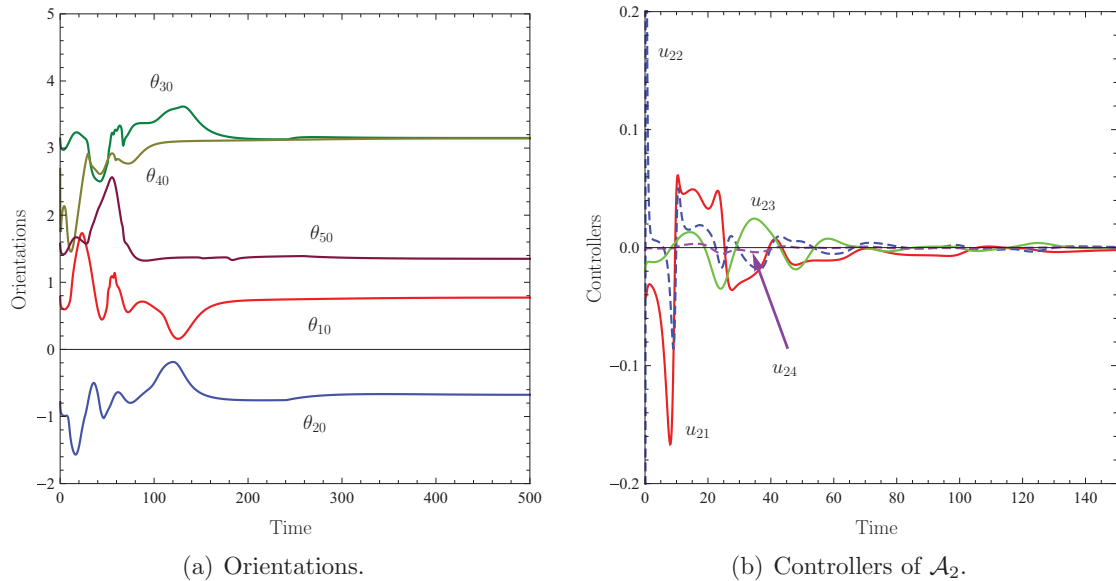 5
4
3
2
1
0
−1
−2
Orientations
θ30
θ40
θ50
θ10
θ20
0 100 200 300 400 500
Time
(a) Orientations.
0.2
0.1
0.0
−0.1
−0.2
Controllers
u22
u23
u24
u21
0 20 40 60 80 100 120 140
Time
(b) Controllers of 𝒜2.